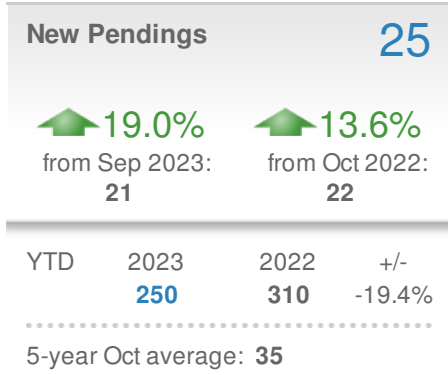 New Pendings 25
19.0% 13.6%
from Sep 2023: from Oct 2022:
21 22
YTD 2023 2022 +/-
250 310 -19.4%
5-year Oct average: 35